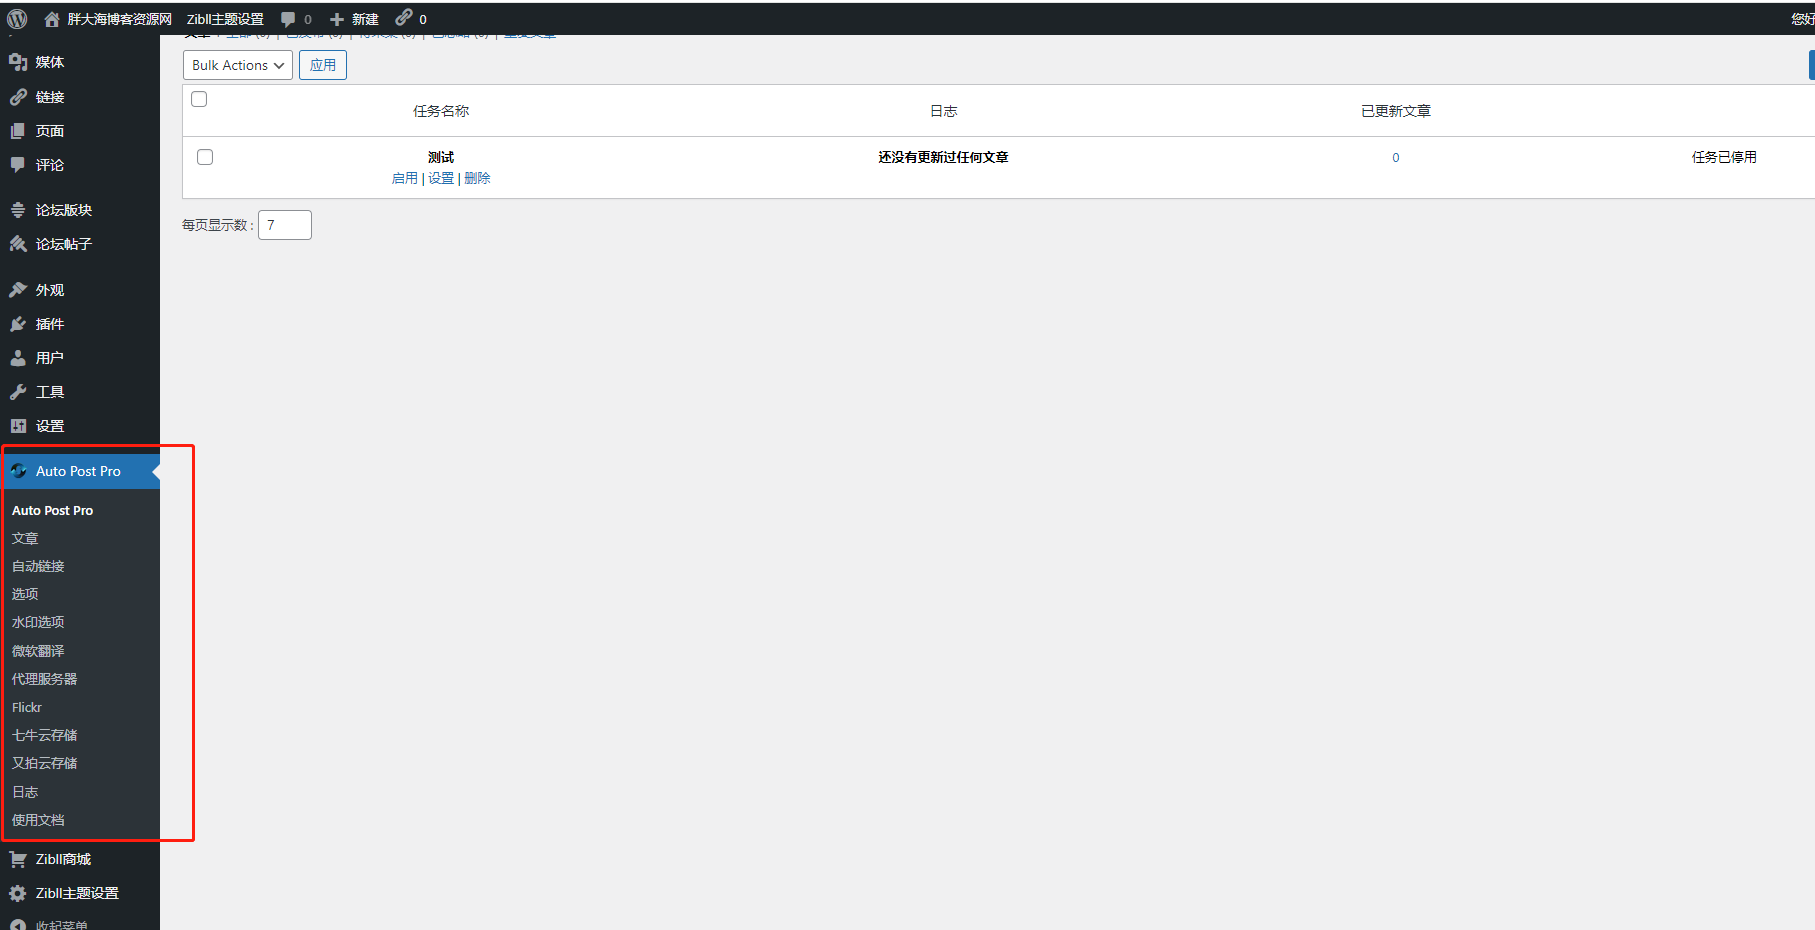 胖大海博客资源网 Zibll主题设置 0 新建 0 您好
媒体
链接
页面
评论
论坛版块
论坛帖子
外观
插件
用户
工具
设置
Auto Post Pro
Auto Post Pro
文章
自动链接
选项
水印选项
微软翻译
代理服务器
Flickr
七牛云存储
又拍云存储
日志
使用文档
Zibll商城
Zibll主题设置
收起菜单
Bulk Actions 应用
任务名称 日志 已更新文章
测试 还没有更新过任何文章 0 任务已停用
启用 | 设置 | 删除
每页显示数 : 7